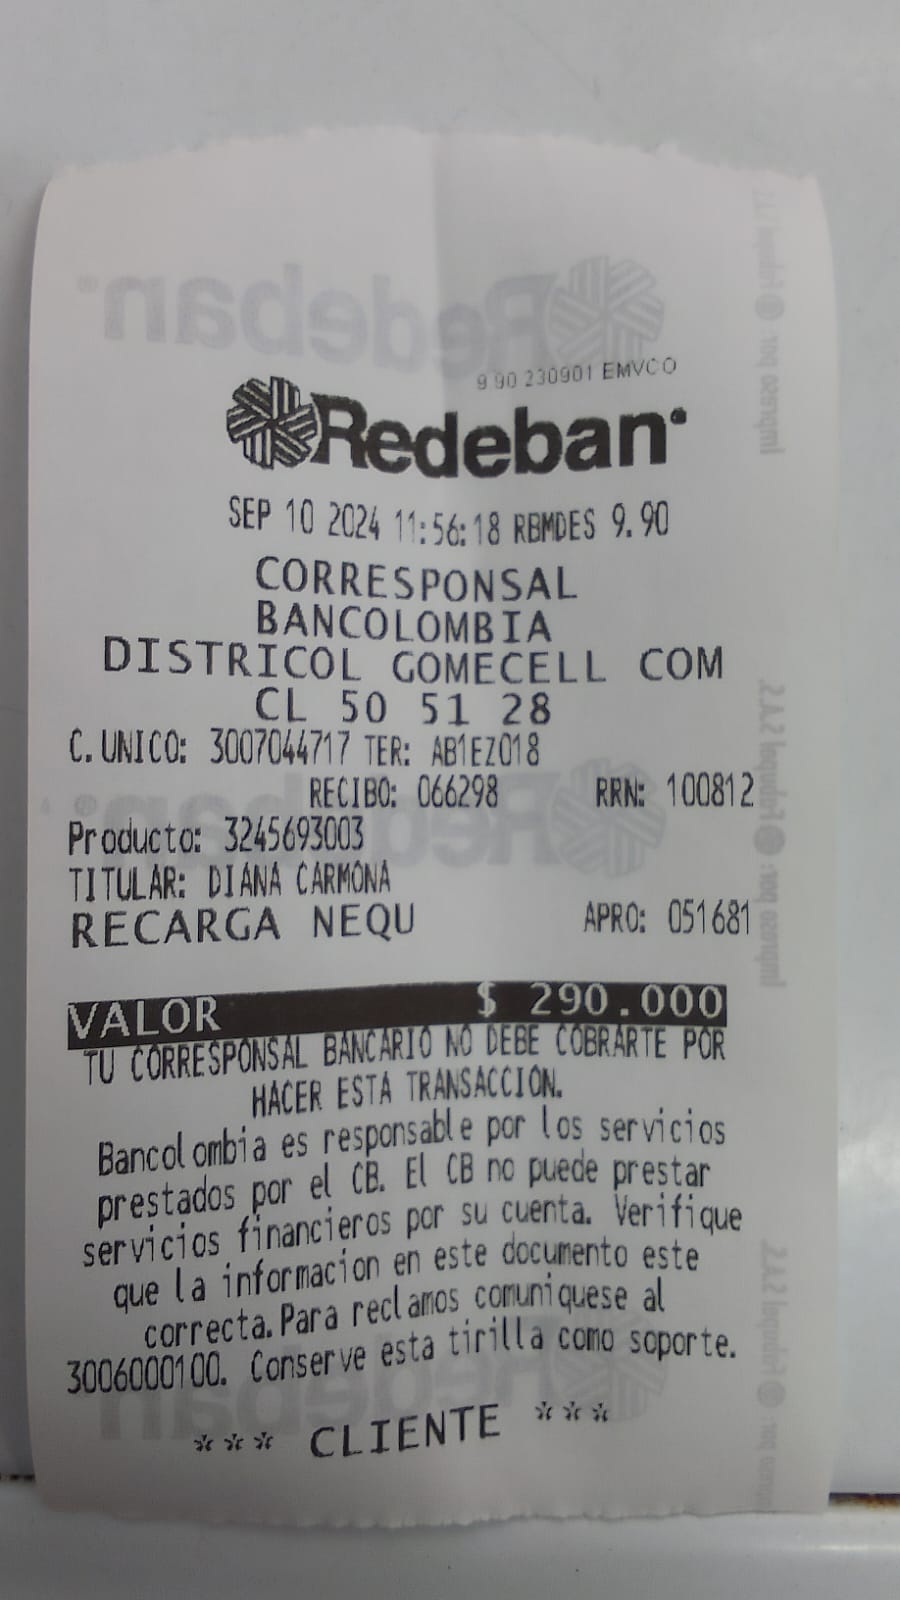 9 90 230901 EMVCO
Redeban
SEP 10 2024 11:56:18 RBMDES 9.90
CORRESPONSAL
BANCOLOMBIA
DISTRICOL GOMECELL COM
CL 50 51 28
C. UNICO: 3007044717 TER: AB1EZ018
RECIBO: 066298 RRN: 100812
Producto: 3245693003
TITULAR: DIANA CARMONA
RECARGA NEQU APRO: 051681
VALOR $ 290.000
TU CORRESPONSAL BANCARIO NO DEBE COBRARTE POR
HACER ESTA TRANSACCION.
Bancolombia es responsable por los servicios
prestados por el CB. El CB no puede prestar
servicios financieros por su cuenta. Verifique
que la informacion en este documento este
correcta. Para reclamos comuniquese al
3006000100. Conserve esta tirilla como soporte.
*** CLIENTE ***